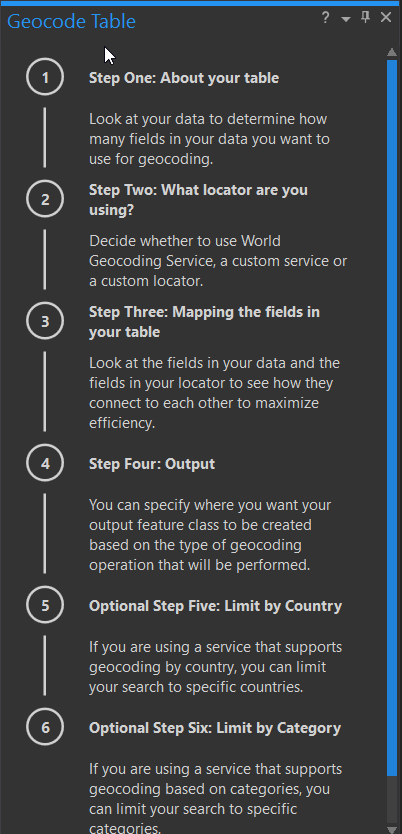 Geocode Table
?
1
Step One: About your table
Look at your data to determine how
many fields in your data you want to
use for geocoding.
2
Step Two: What locator are you
using?
Decide whether to use World
Geocoding Service, a custom service or
a custom locator.
3
Step Three: Mapping the fields in
your table
Look at the fields in your data and the
fields in your locator to see how they
connect to each other to maximize
efficiency.
4
Step Four: Output
You can specify where you want your
output feature class to be created
based on the type of geocoding
operation that will be performed.
5
Optional Step Five: Limit by Country
If you are using a service that supports
geocoding by country, you can limit
your search to specific countries.
6
Optional Step Six: Limit by Category
If you are using a service that supports
geocoding based on categories, you
can limit your search to specific
categories.